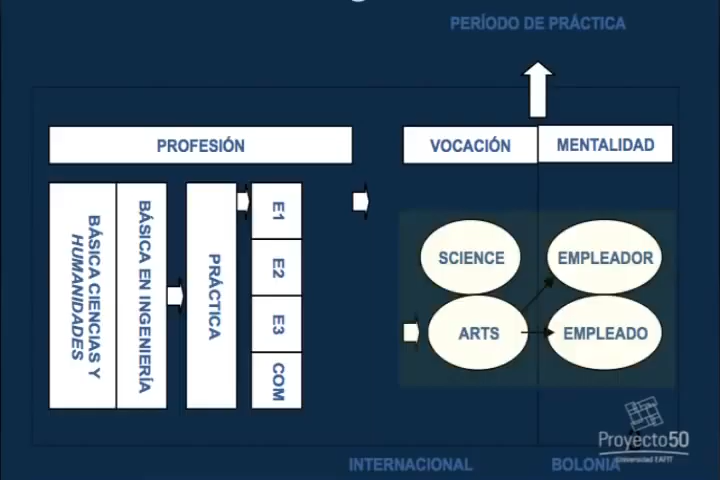 PERÍODO DE PRÁCTICA
PROFESIÓN
VOCACIÓN
MENTALIDAD
BÁSICA CIENCIAS Y
HUMANIDADES
BÁSICA EN INGENIERÍA
PRÁCTICA
E1
E2
E3
COM
SCIENCE
EMPLEADOR
ARTS
EMPLEADO
Proyecto50
Universidad EAFIT
INTERNACIONAL
BOLONIA